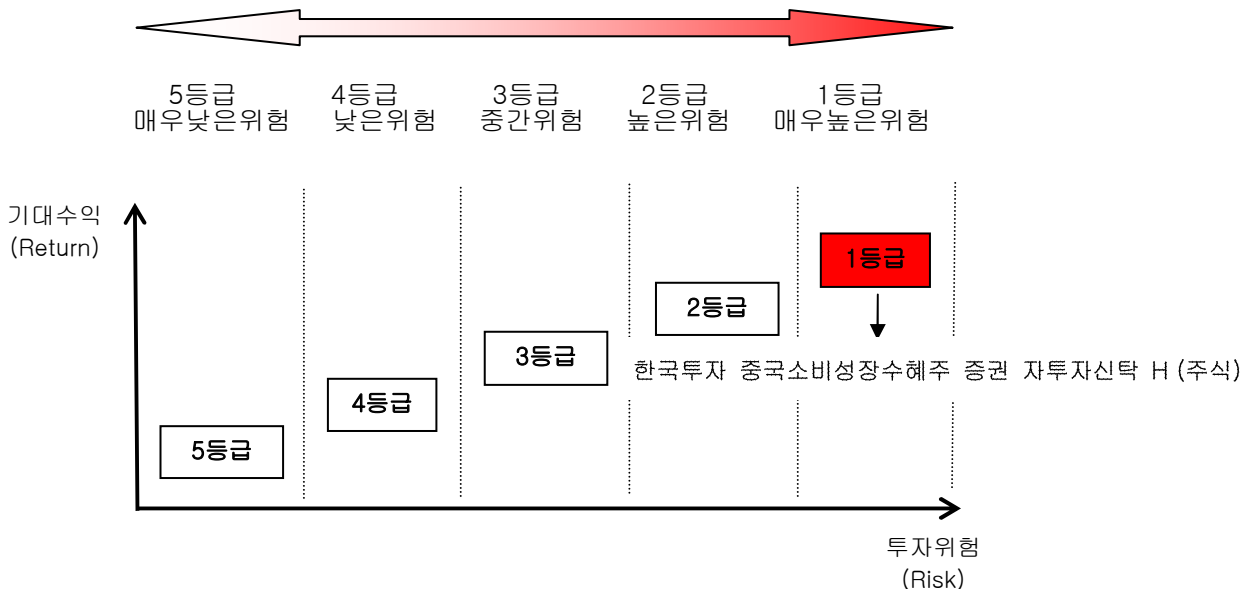 5등급
매우낮은위험
4등급
낮은위험
3등급
중간위험
2등급
높은위험
1등급
매우높은위험
기대수익
(Return)
1등급
2등급
3등급
한국투자 중국소비성장수혜주 증권 자투자신탁 H (주식)
4등급
5등급
투자위험
(Risk)